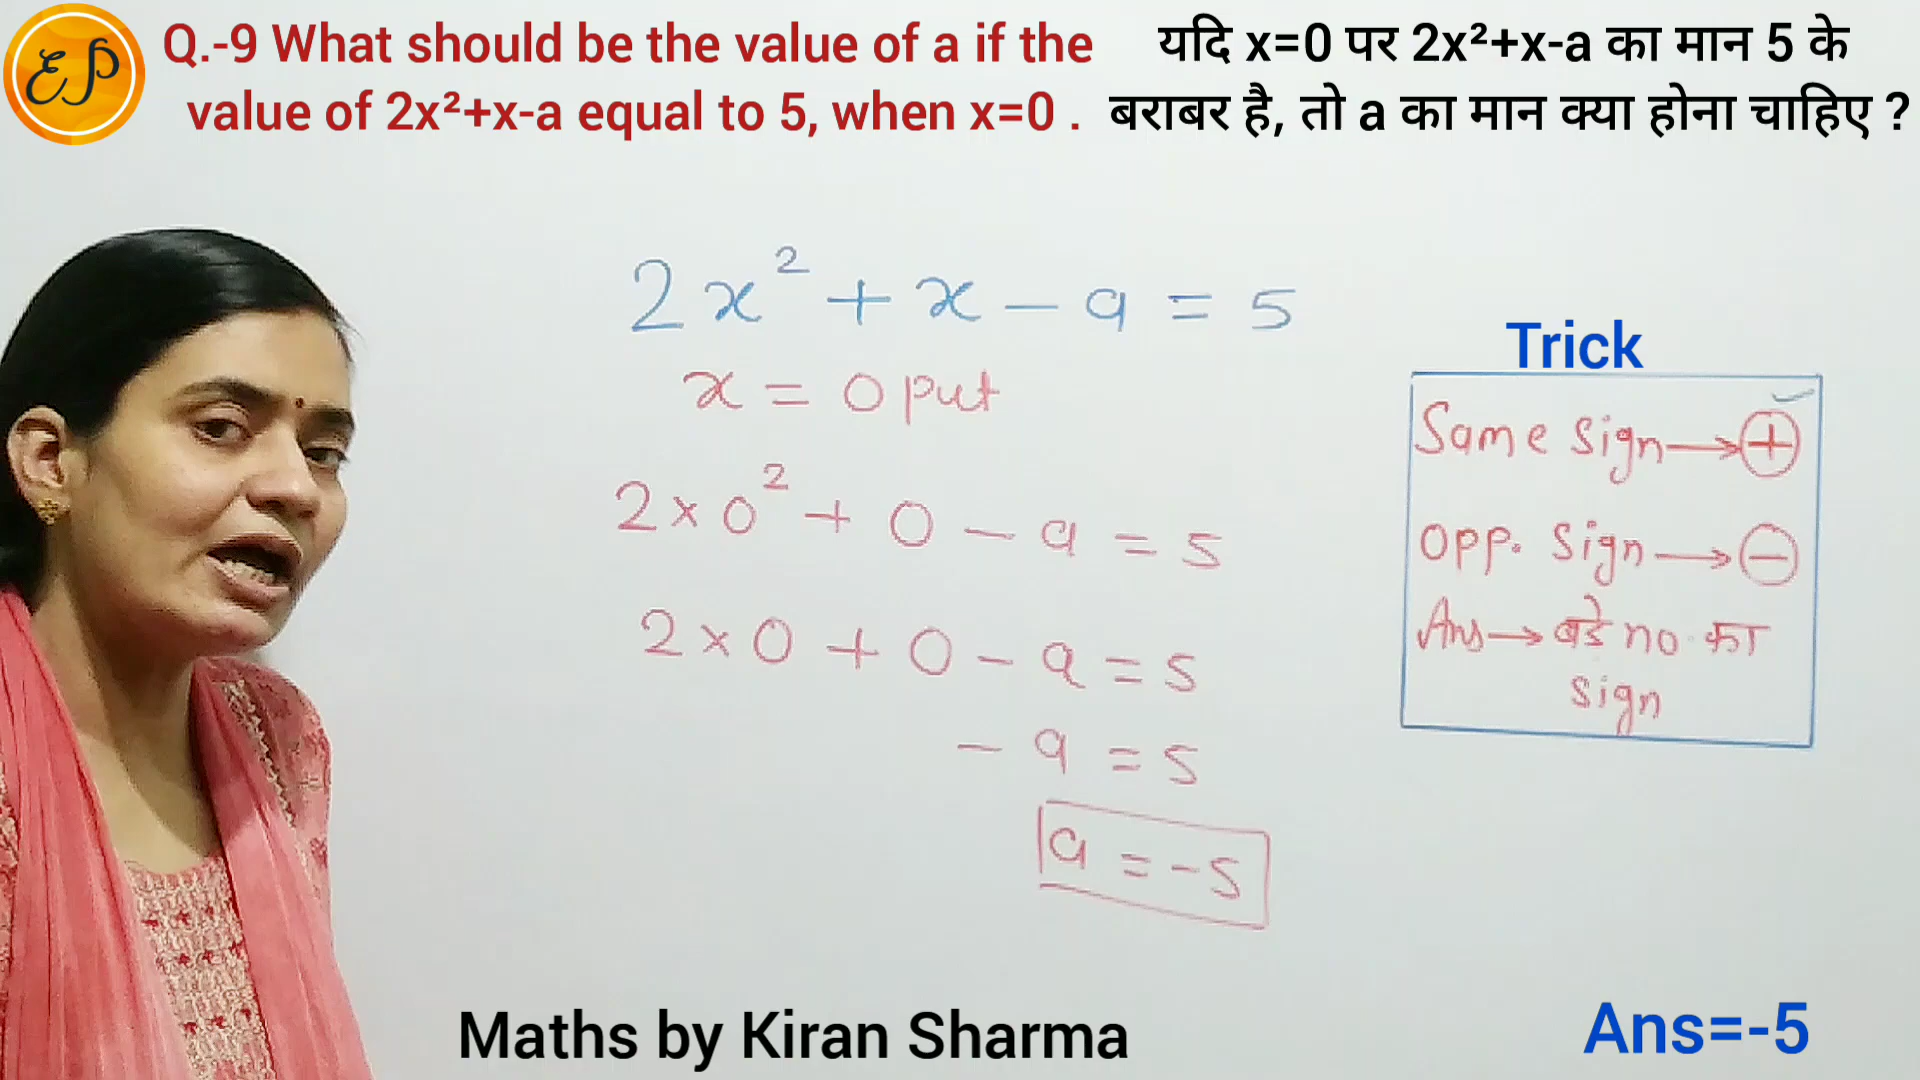 EP
Q.-9 What should be the value of a if the
value of 2x²+x-a equal to 5, when x=0 .
यदि x=0 पर 2x²+x-a का मान 5 के
बराबर है, तो a का मान क्या होना चाहिए ?
2x² + x - a = 5
x = 0 put
2 × 0² + 0 - a = 5
2 × 0 + 0 - a = 5
- a = 5
a = -5
Trick
Same sign → +
Opp. Sign → -
Ans → बड़े no. का
sign
Maths by Kiran Sharma
Ans=-5